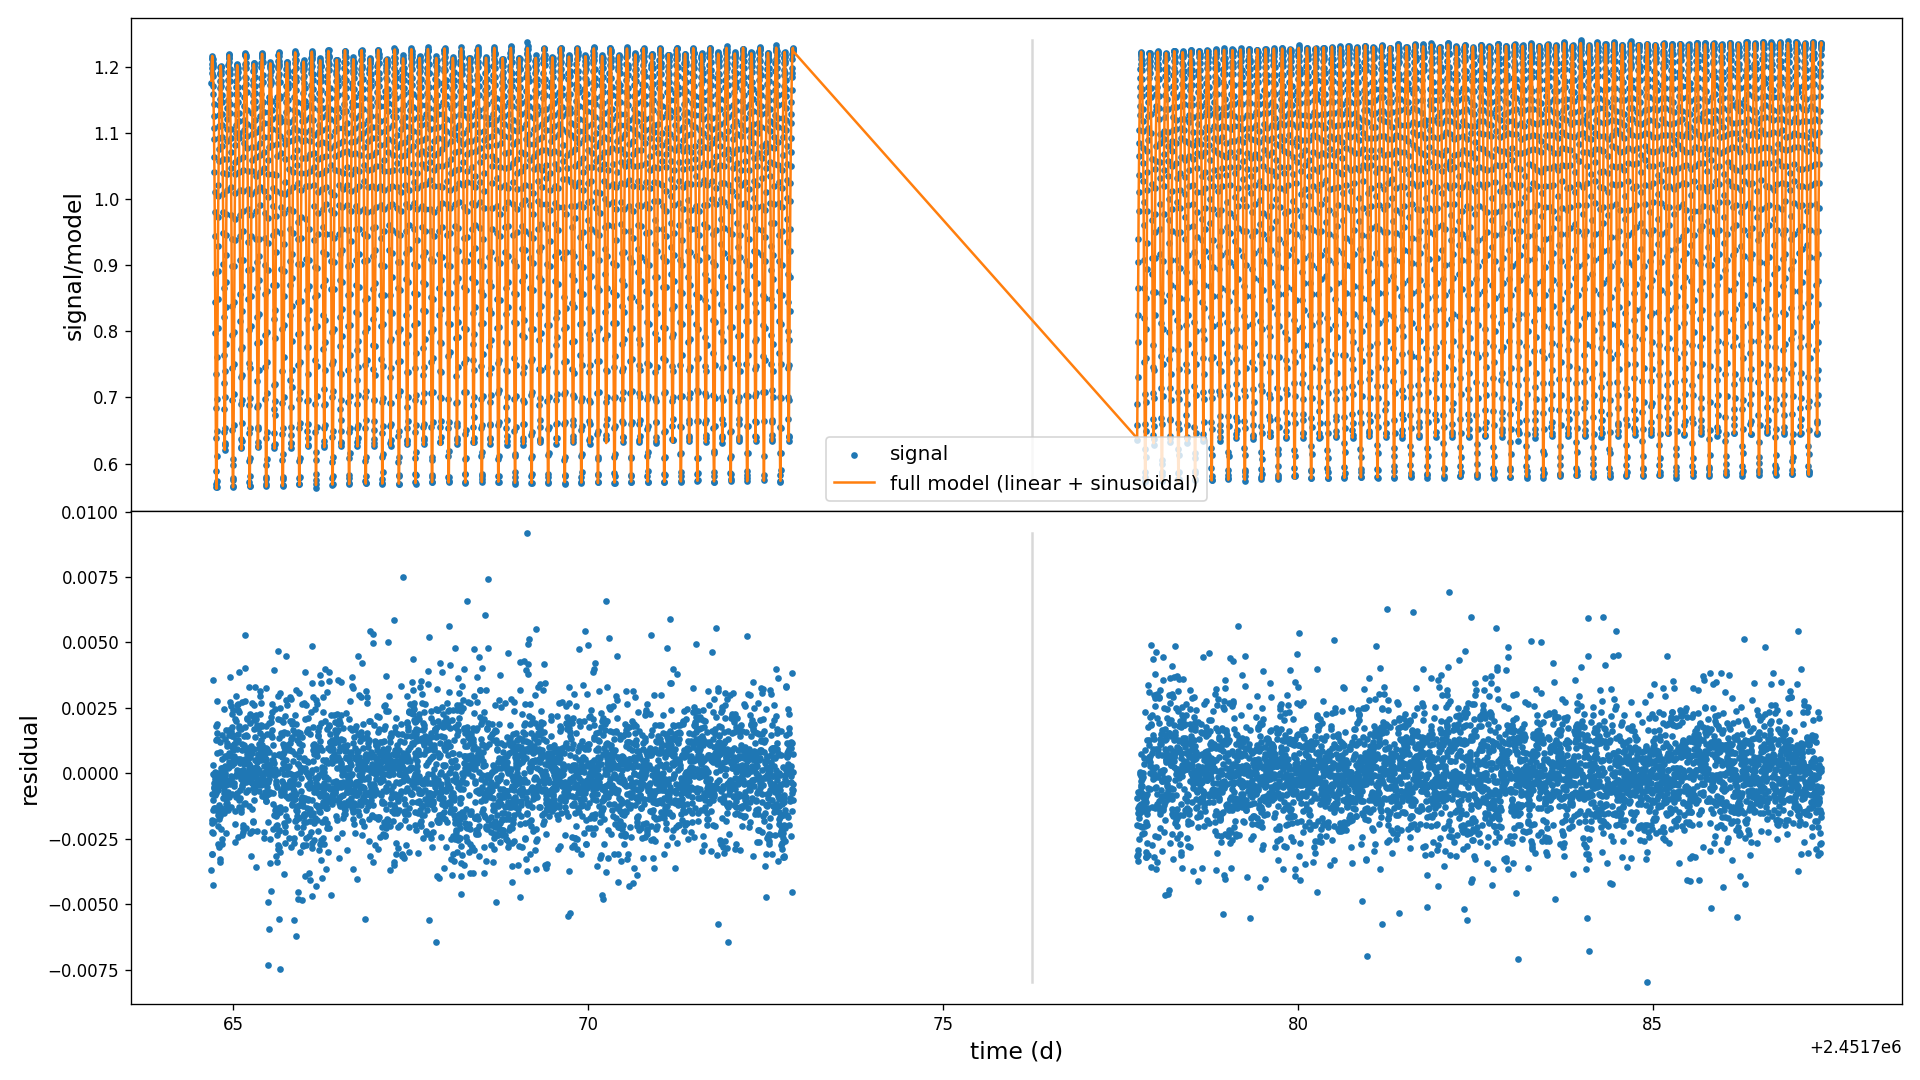 1.2
1.1
1.0
0.9
0.8
0.7
0.6
signal/model
signal
full model (linear + sinusoidal)
0.0100
0.0075
0.0050
0.0025
0.0000
−0.0025
−0.0050
−0.0075
residual
65 70 75 80 85
time (d)
+2.4517e6